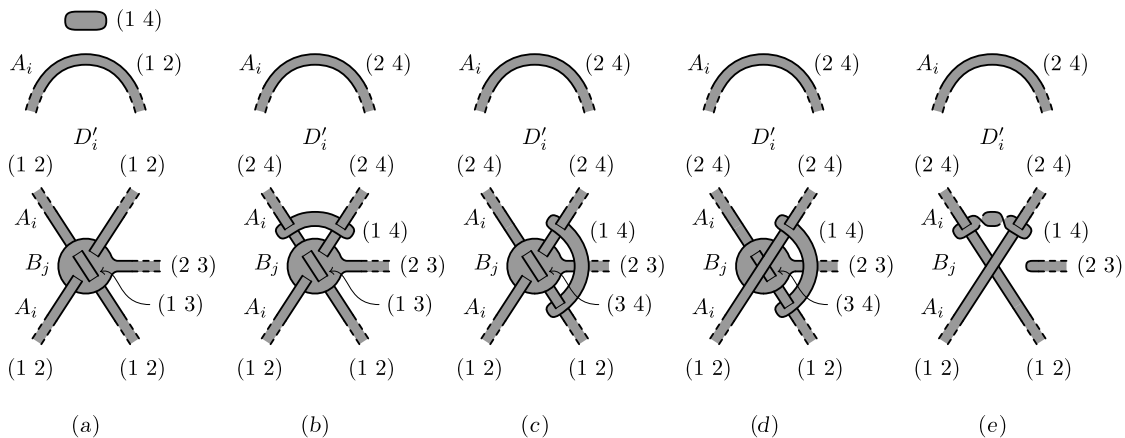 (1 4)
A_i (1 2) A_i (2 4) A_i (2 4) A_i (2 4) A_i (2 4)
D'_i D'_i D'_i D'_i D'_i
(1 2) (1 2) (2 4) (2 4) (2 4) (2 4) (2 4) (2 4) (2 4) (2 4)
A_i A_i (1 4) A_i (1 4) A_i (1 4) A_i (1 4)
B_j (2 3) B_j (2 3) B_j (2 3) B_j (2 3) B_j (2 3)
A_i (1 3) A_i (1 3) A_i (3 4) A_i (3 4) A_i
(1 2) (1 2) (1 2) (1 2) (1 2) (1 2) (1 2) (1 2) (1 2) (1 2)
(a) (b) (c) (d) (e)